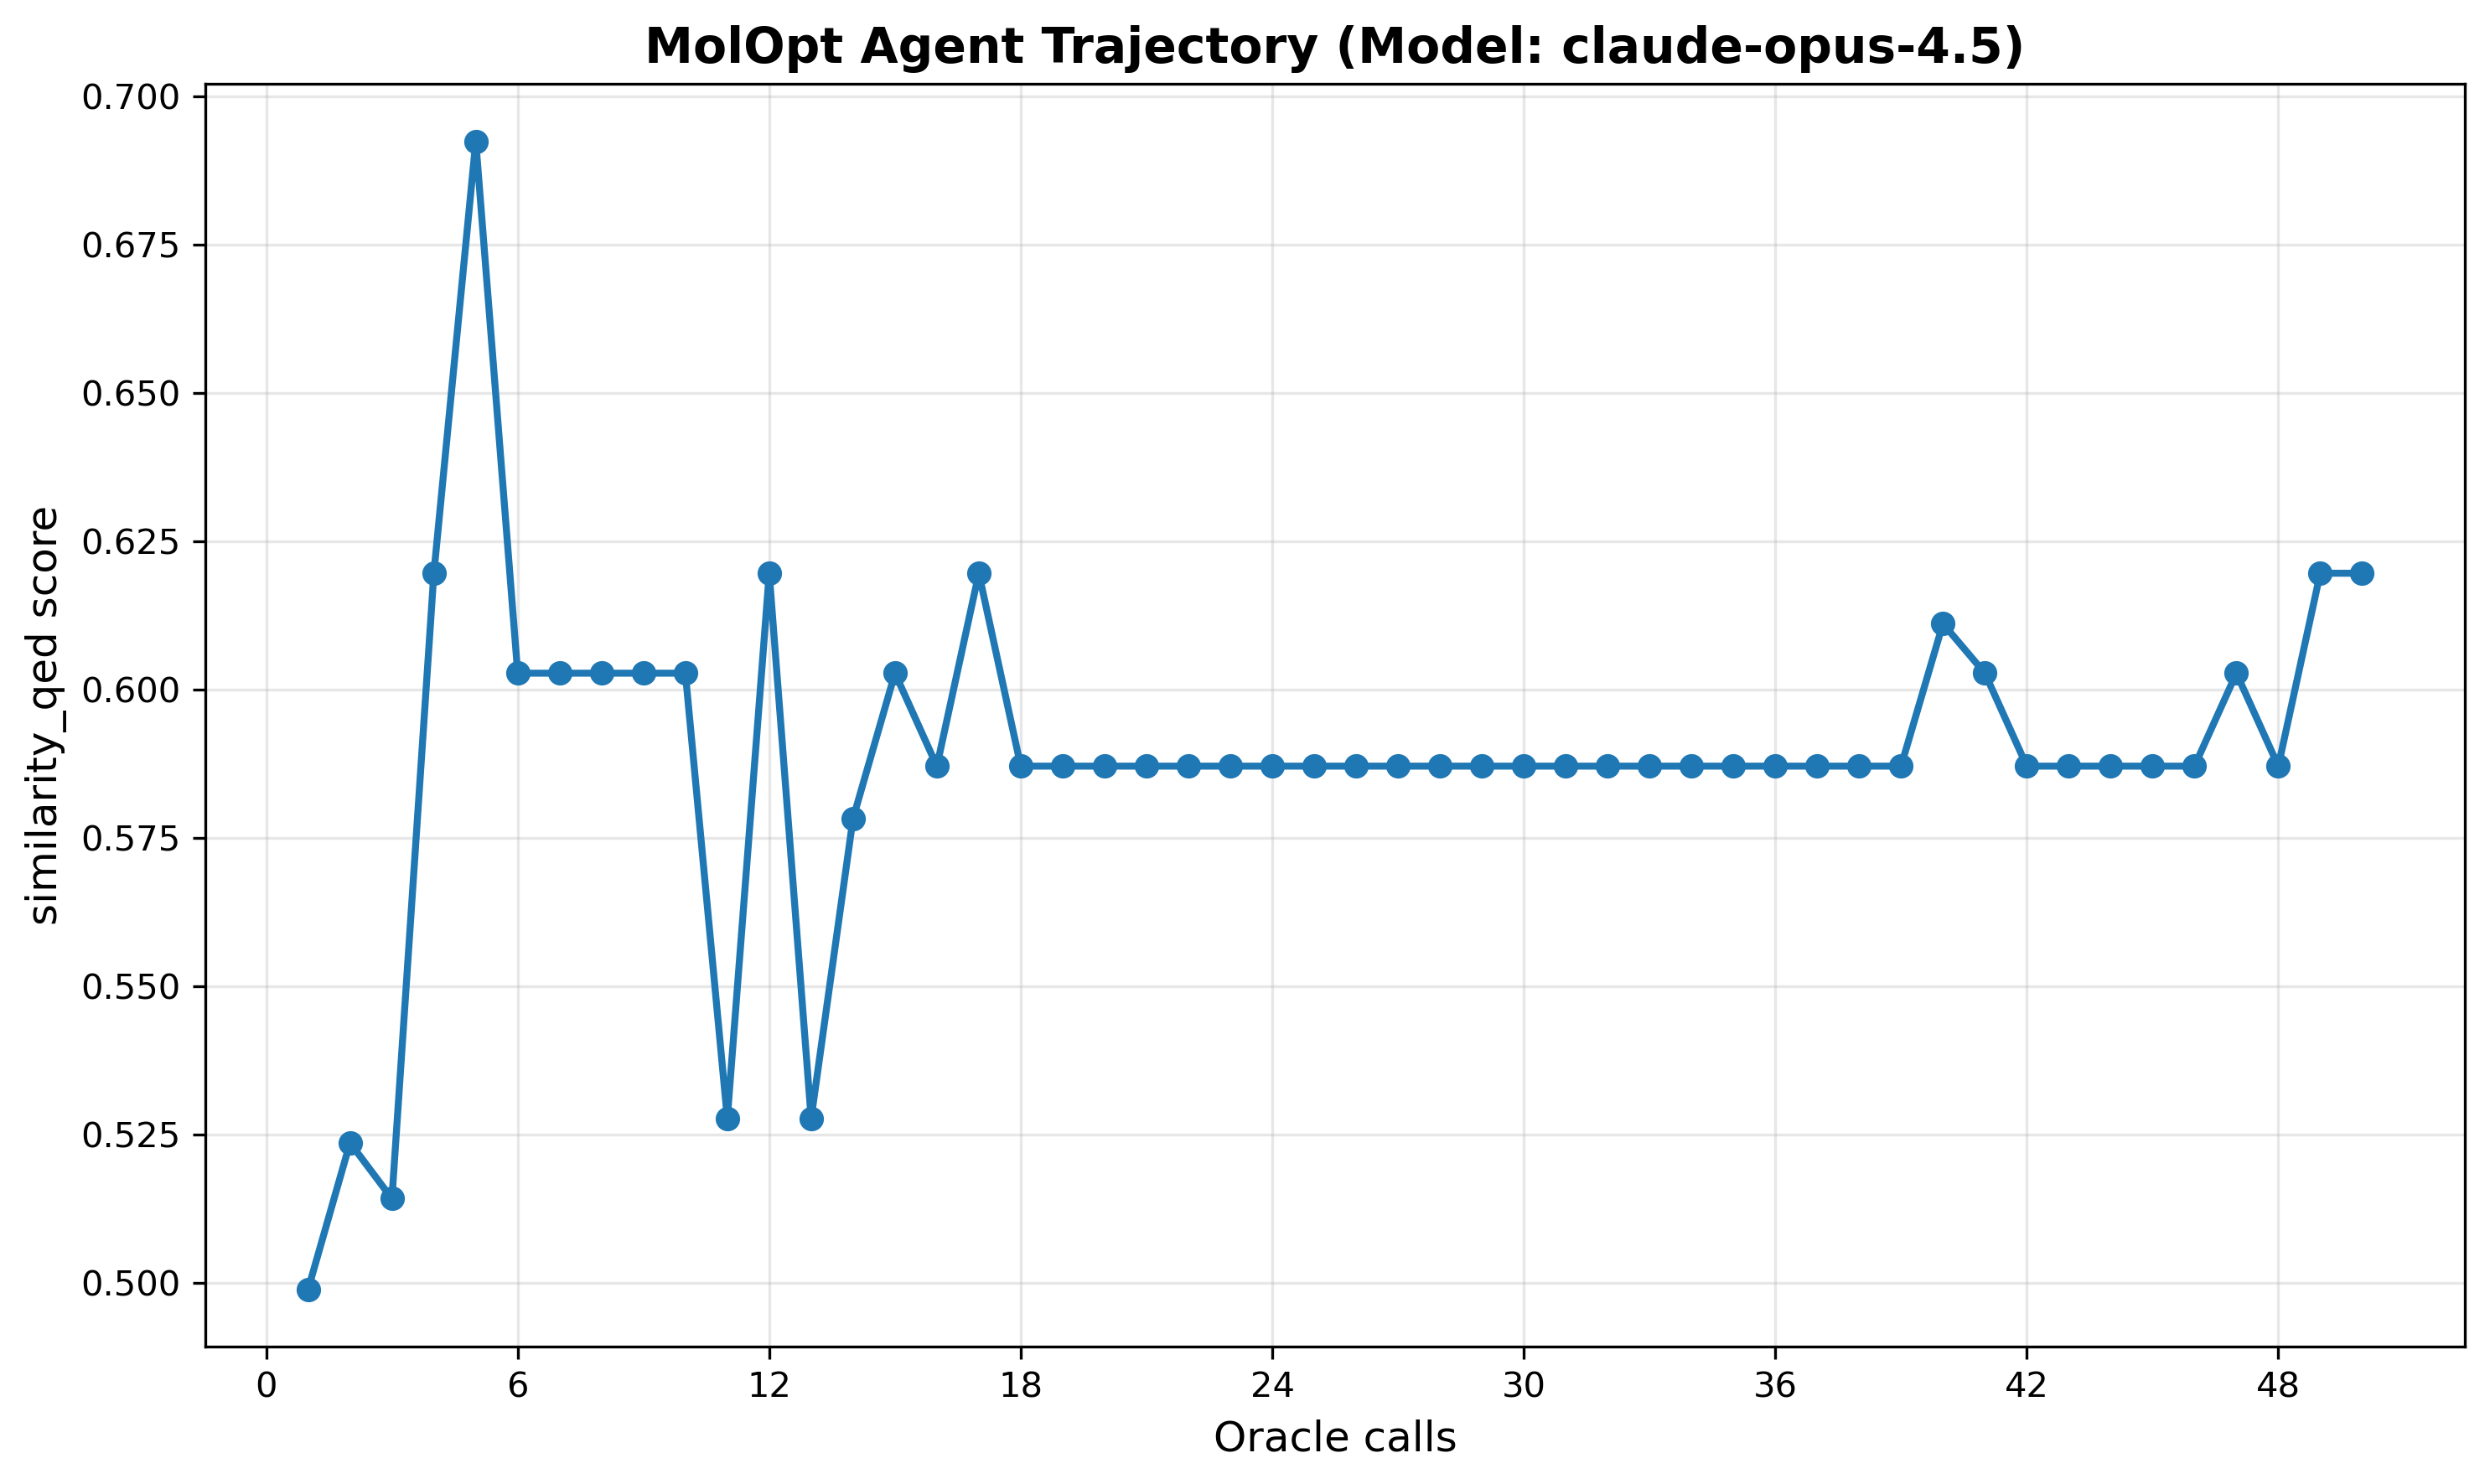 MolOpt Agent Trajectory (Model: claude-opus-4.5)
similarity_qed score
0.700
0.675
0.650
0.625
0.600
0.575
0.550
0.525
0.500
0 6 12 18 24 30 36 42 48
Oracle calls